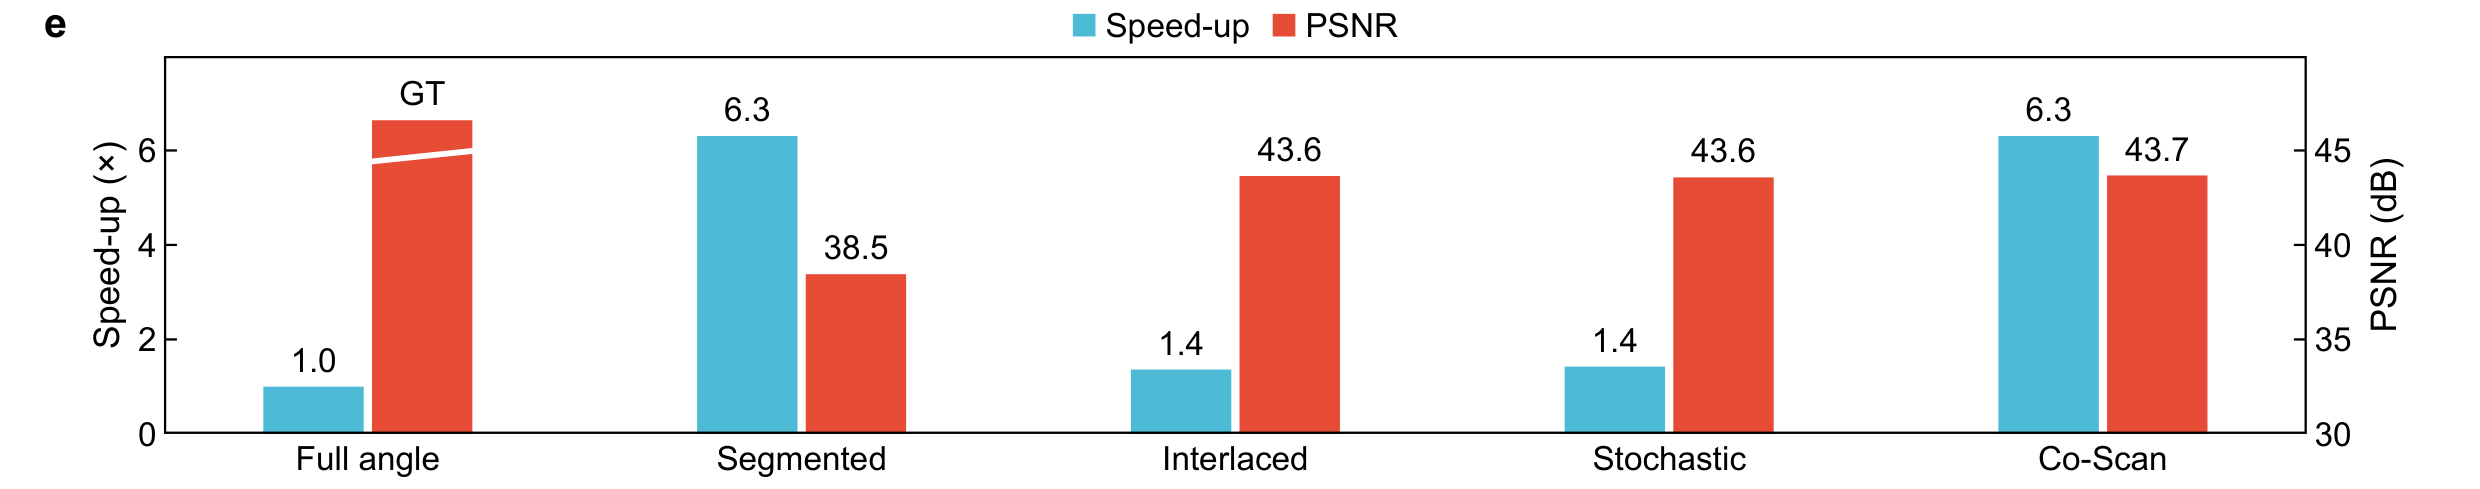 e
Speed-up PSNR
GT
6.3
6.3
6
43.6
43.6
43.7
45
Speed-up (×)
4
38.5
40
PSNR (dB)
2
1.0
1.4
1.4
35
0
30
Full angle Segmented Interlaced Stochastic Co-Scan